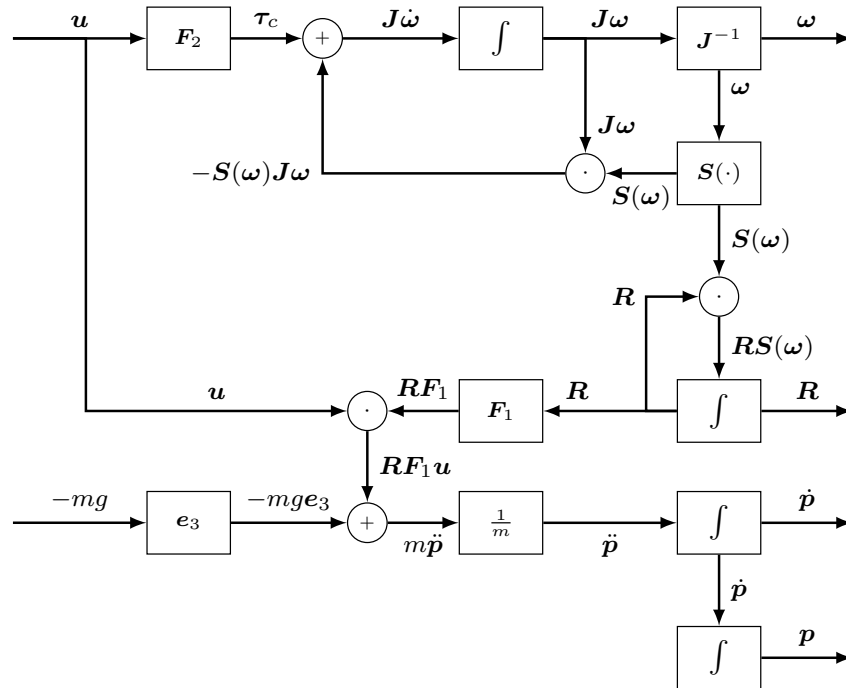 u F₂ τ_c + Jω̇ ∫ Jω J⁻¹ ω
ω
Jω
−S(ω)Jω · S(ω) S(·)
S(ω)
R ·
RS(ω)
u · RF₁ F₁ R ∫ R
RF₁u
−mg e₃ −mge₃ + mp̈ 1/m p̈ ∫ ṗ
ṗ
∫ p